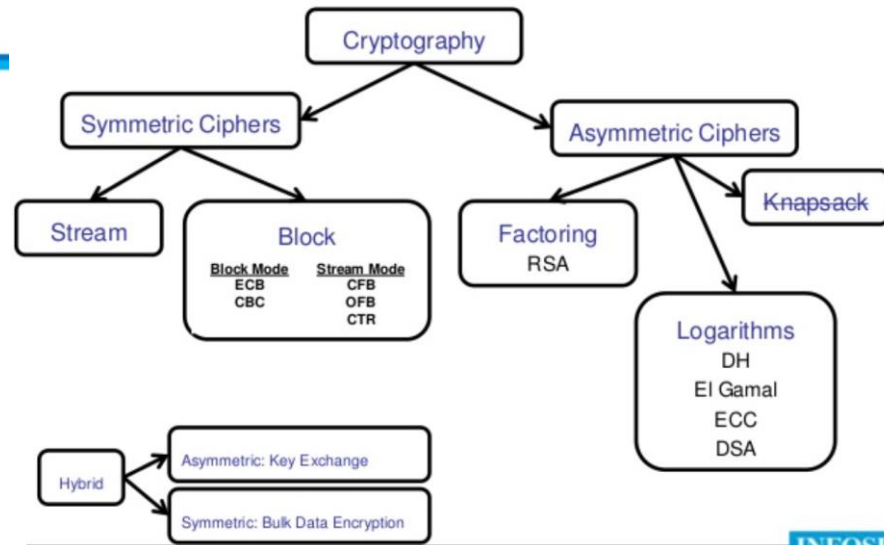 Cryptography
Symmetric Ciphers
Asymmetric Ciphers
Stream
Block
Block Mode Stream Mode
ECB CFB
CBC OFB
CTR
Factoring
RSA
Knapsack
Logarithms
DH
El Gamal
ECC
DSA
Hybrid
Asymmetric: Key Exchange
Symmetric: Bulk Data Encryption